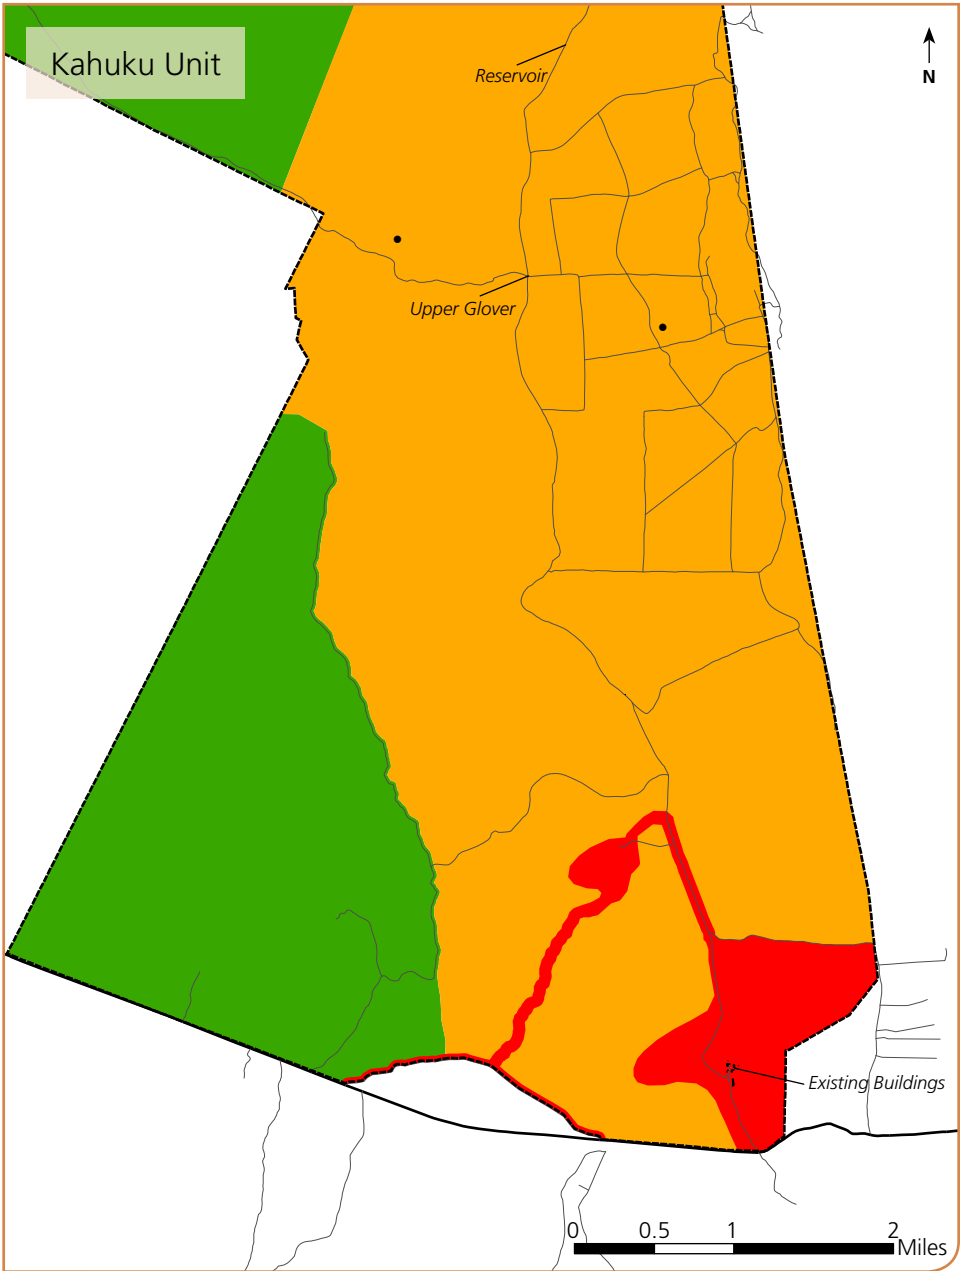 Kahuku Unit
Reservoir
N
Upper Glover
Existing Buildings
0 0.5 1 2
Miles